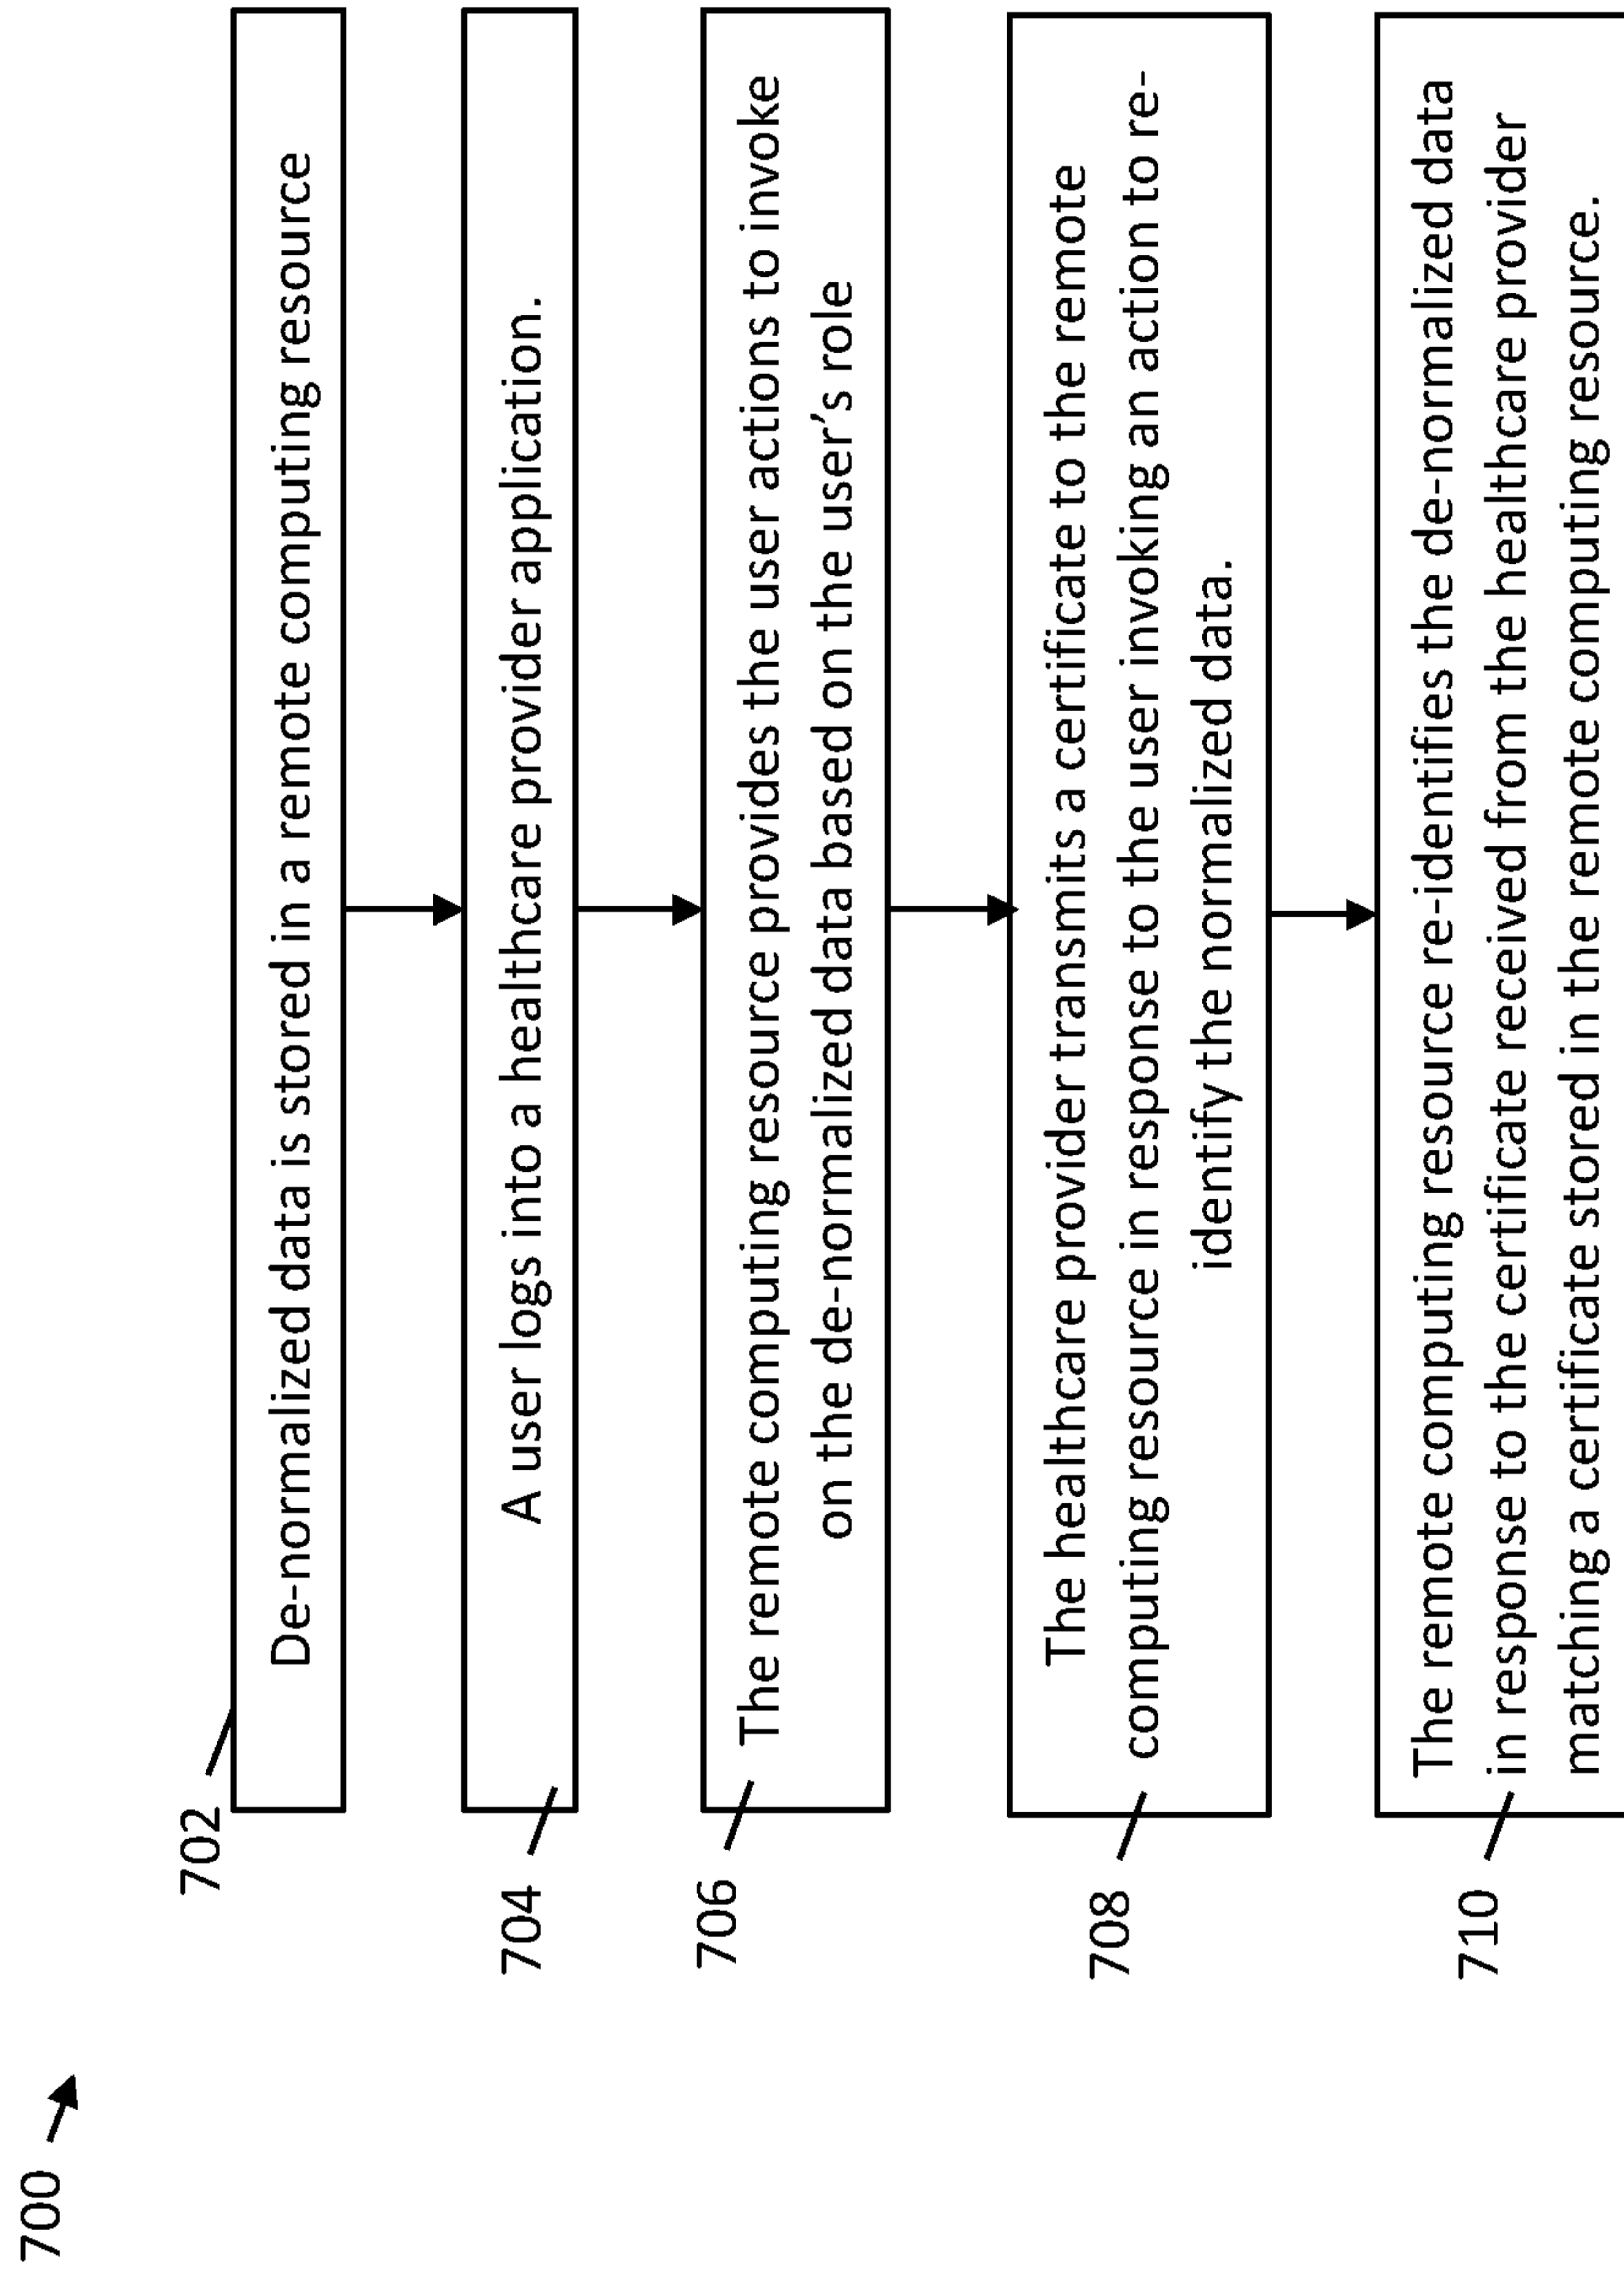 700
702
De-normalized data is stored in a remote computing resource
704
A user logs into a healthcare provider application.
706
The remote computing resource provides the user actions to invoke
on the de-normalized data based on the user's role
708
The healthcare provider transmits a certificate to the remote
computing resource in response to the user invoking an action to re-
identify the normalized data.
710
The remote computing resource re-identifies the de-normalized data
in response to the certificate received from the healthcare provider
matching a certificate stored in the remote computing resource.